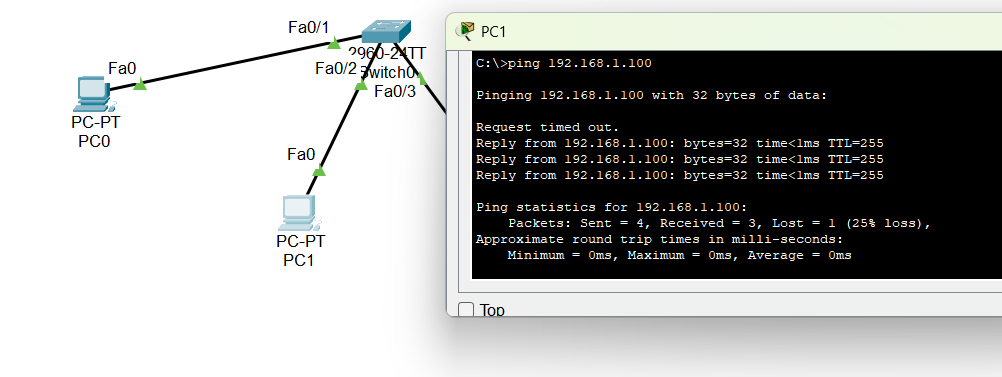 Fa0/1
2960-24TT
Switch0
Fa0/2
Fa0/3
Fa0
PC-PT
PC0
Fa0
PC-PT
PC1
PC1
C:\>ping 192.168.1.100
Pinging 192.168.1.100 with 32 bytes of data:
Request timed out.
Reply from 192.168.1.100: bytes=32 time<1ms TTL=255
Reply from 192.168.1.100: bytes=32 time<1ms TTL=255
Reply from 192.168.1.100: bytes=32 time<1ms TTL=255
Ping statistics for 192.168.1.100:
Packets: Sent = 4, Received = 3, Lost = 1 (25% loss),
Approximate round trip times in milli-seconds:
Minimum = 0ms, Maximum = 0ms, Average = 0ms
Top